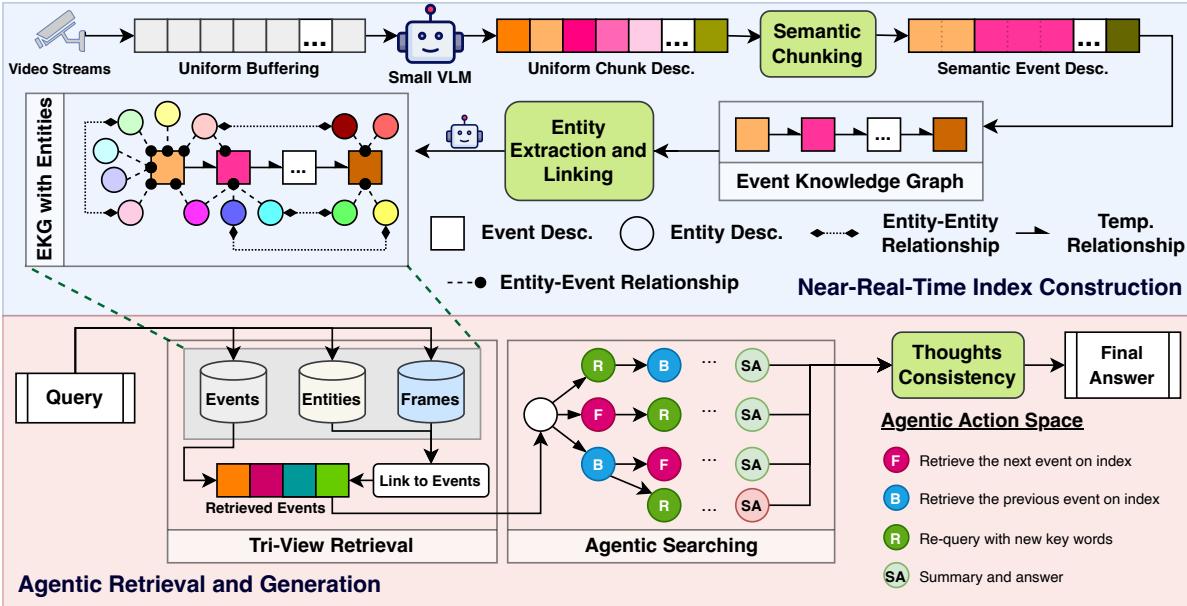 Video Streams
Uniform Buffering
...
Small VLM
Uniform Chunk Desc.
...
Semantic
Chunking
Semantic Event Desc.
...
EKG with Entities
...
Entity
Extraction and
Linking
...
Event Knowledge Graph
Event Desc.
Entity Desc.
Entity-Entity
Relationship
Temp.
Relationship
Entity-Event Relationship
Near-Real-Time Index Construction
Query
Events
Entities
Frames
Link to Events
Retrieved Events
Tri-View Retrieval
R
B
...
SA
F
R
...
SA
B
F
...
SA
R
...
SA
Agentic Searching
Thoughts
Consistency
Final
Answer
Agentic Action Space
F
Retrieve the next event on index
B
Retrieve the previous event on index
R
Re-query with new key words
SA
Summary and answer
Agentic Retrieval and Generation